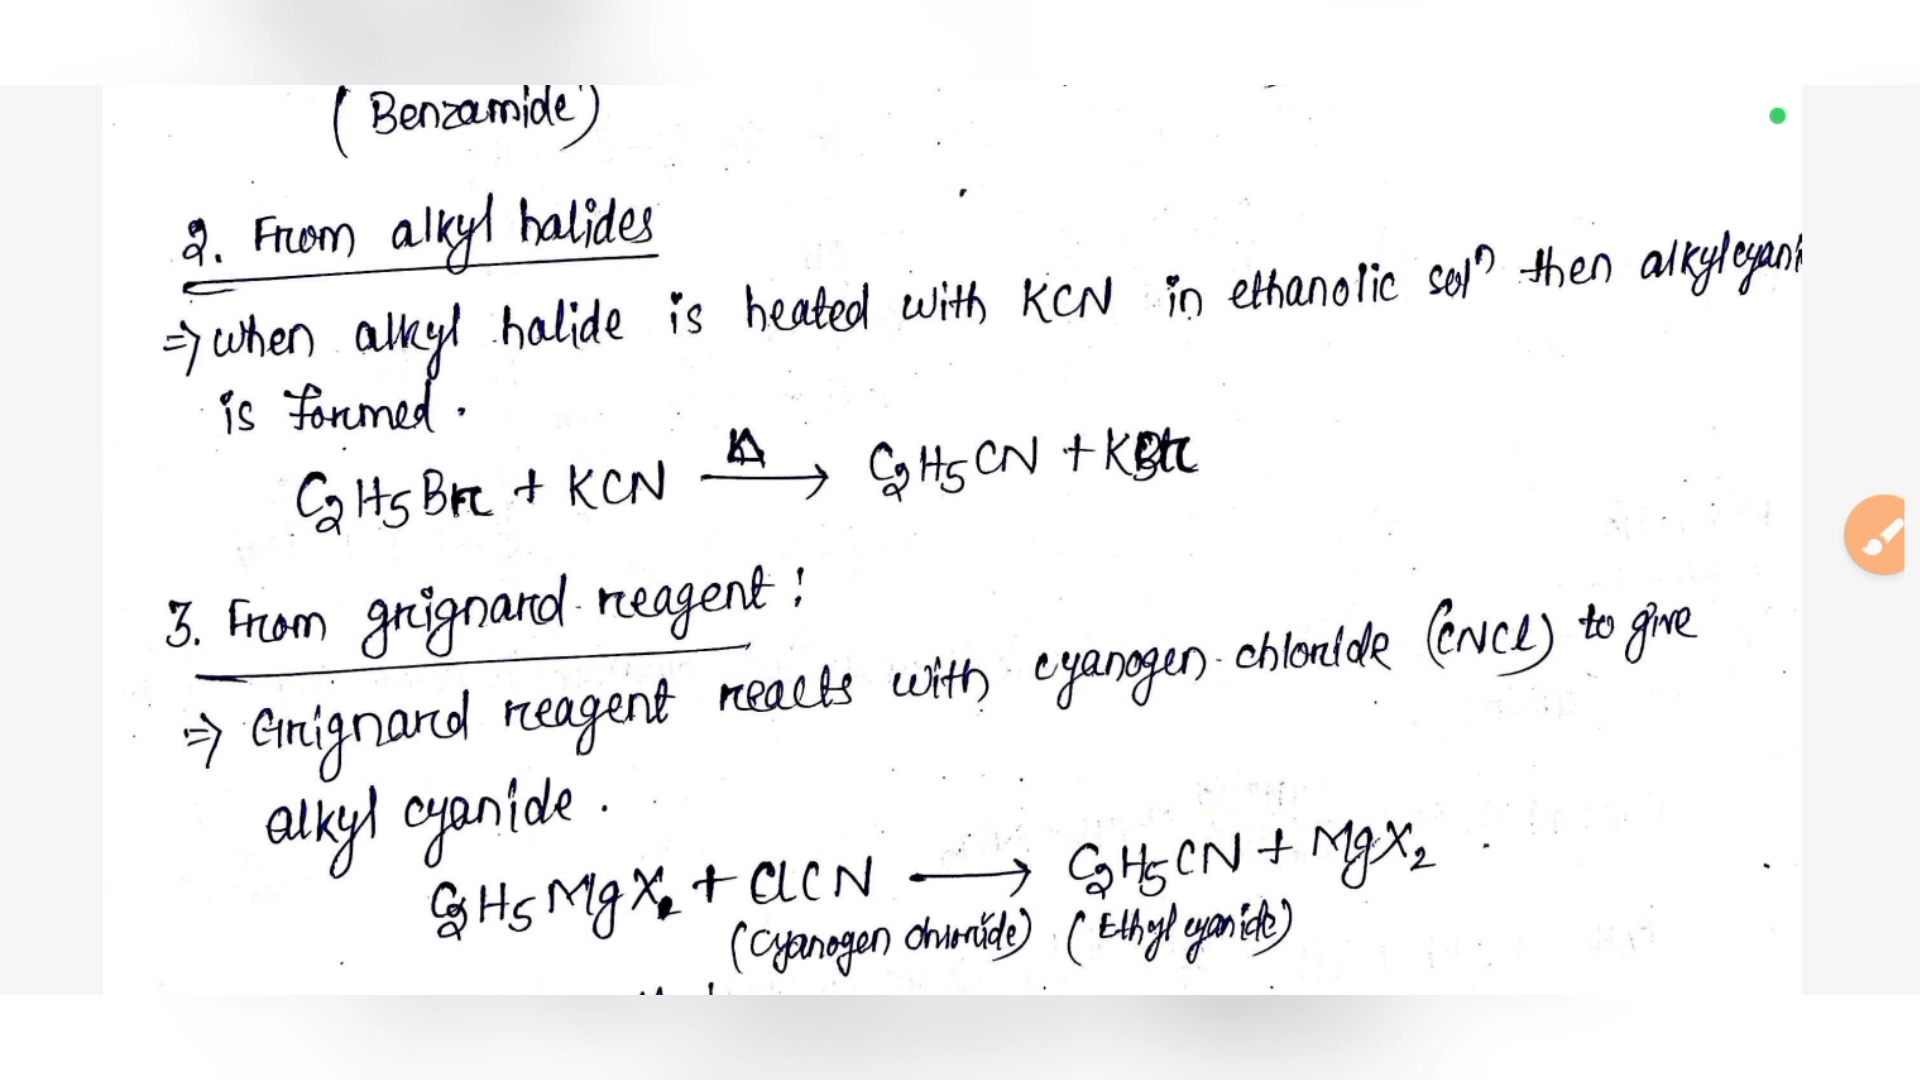 (Benzamide)
2. From alkyl halides
⇒ when alkyl halide is heated with KCN in ethanolic solⁿ then alkylcyani
is formed.
C₂H₅Br + KCN —Δ→ C₂H₅CN + KBr
3. From grignard reagent:
⇒ Grignard reagent reacts with cyanogen chloride (CNCl) to give
alkyl cyanide.
C₂H₅MgX + ClCN ⟶ C₂H₅CN + MgX₂
(Cyanogen chloride) (Ethyl cyanide)